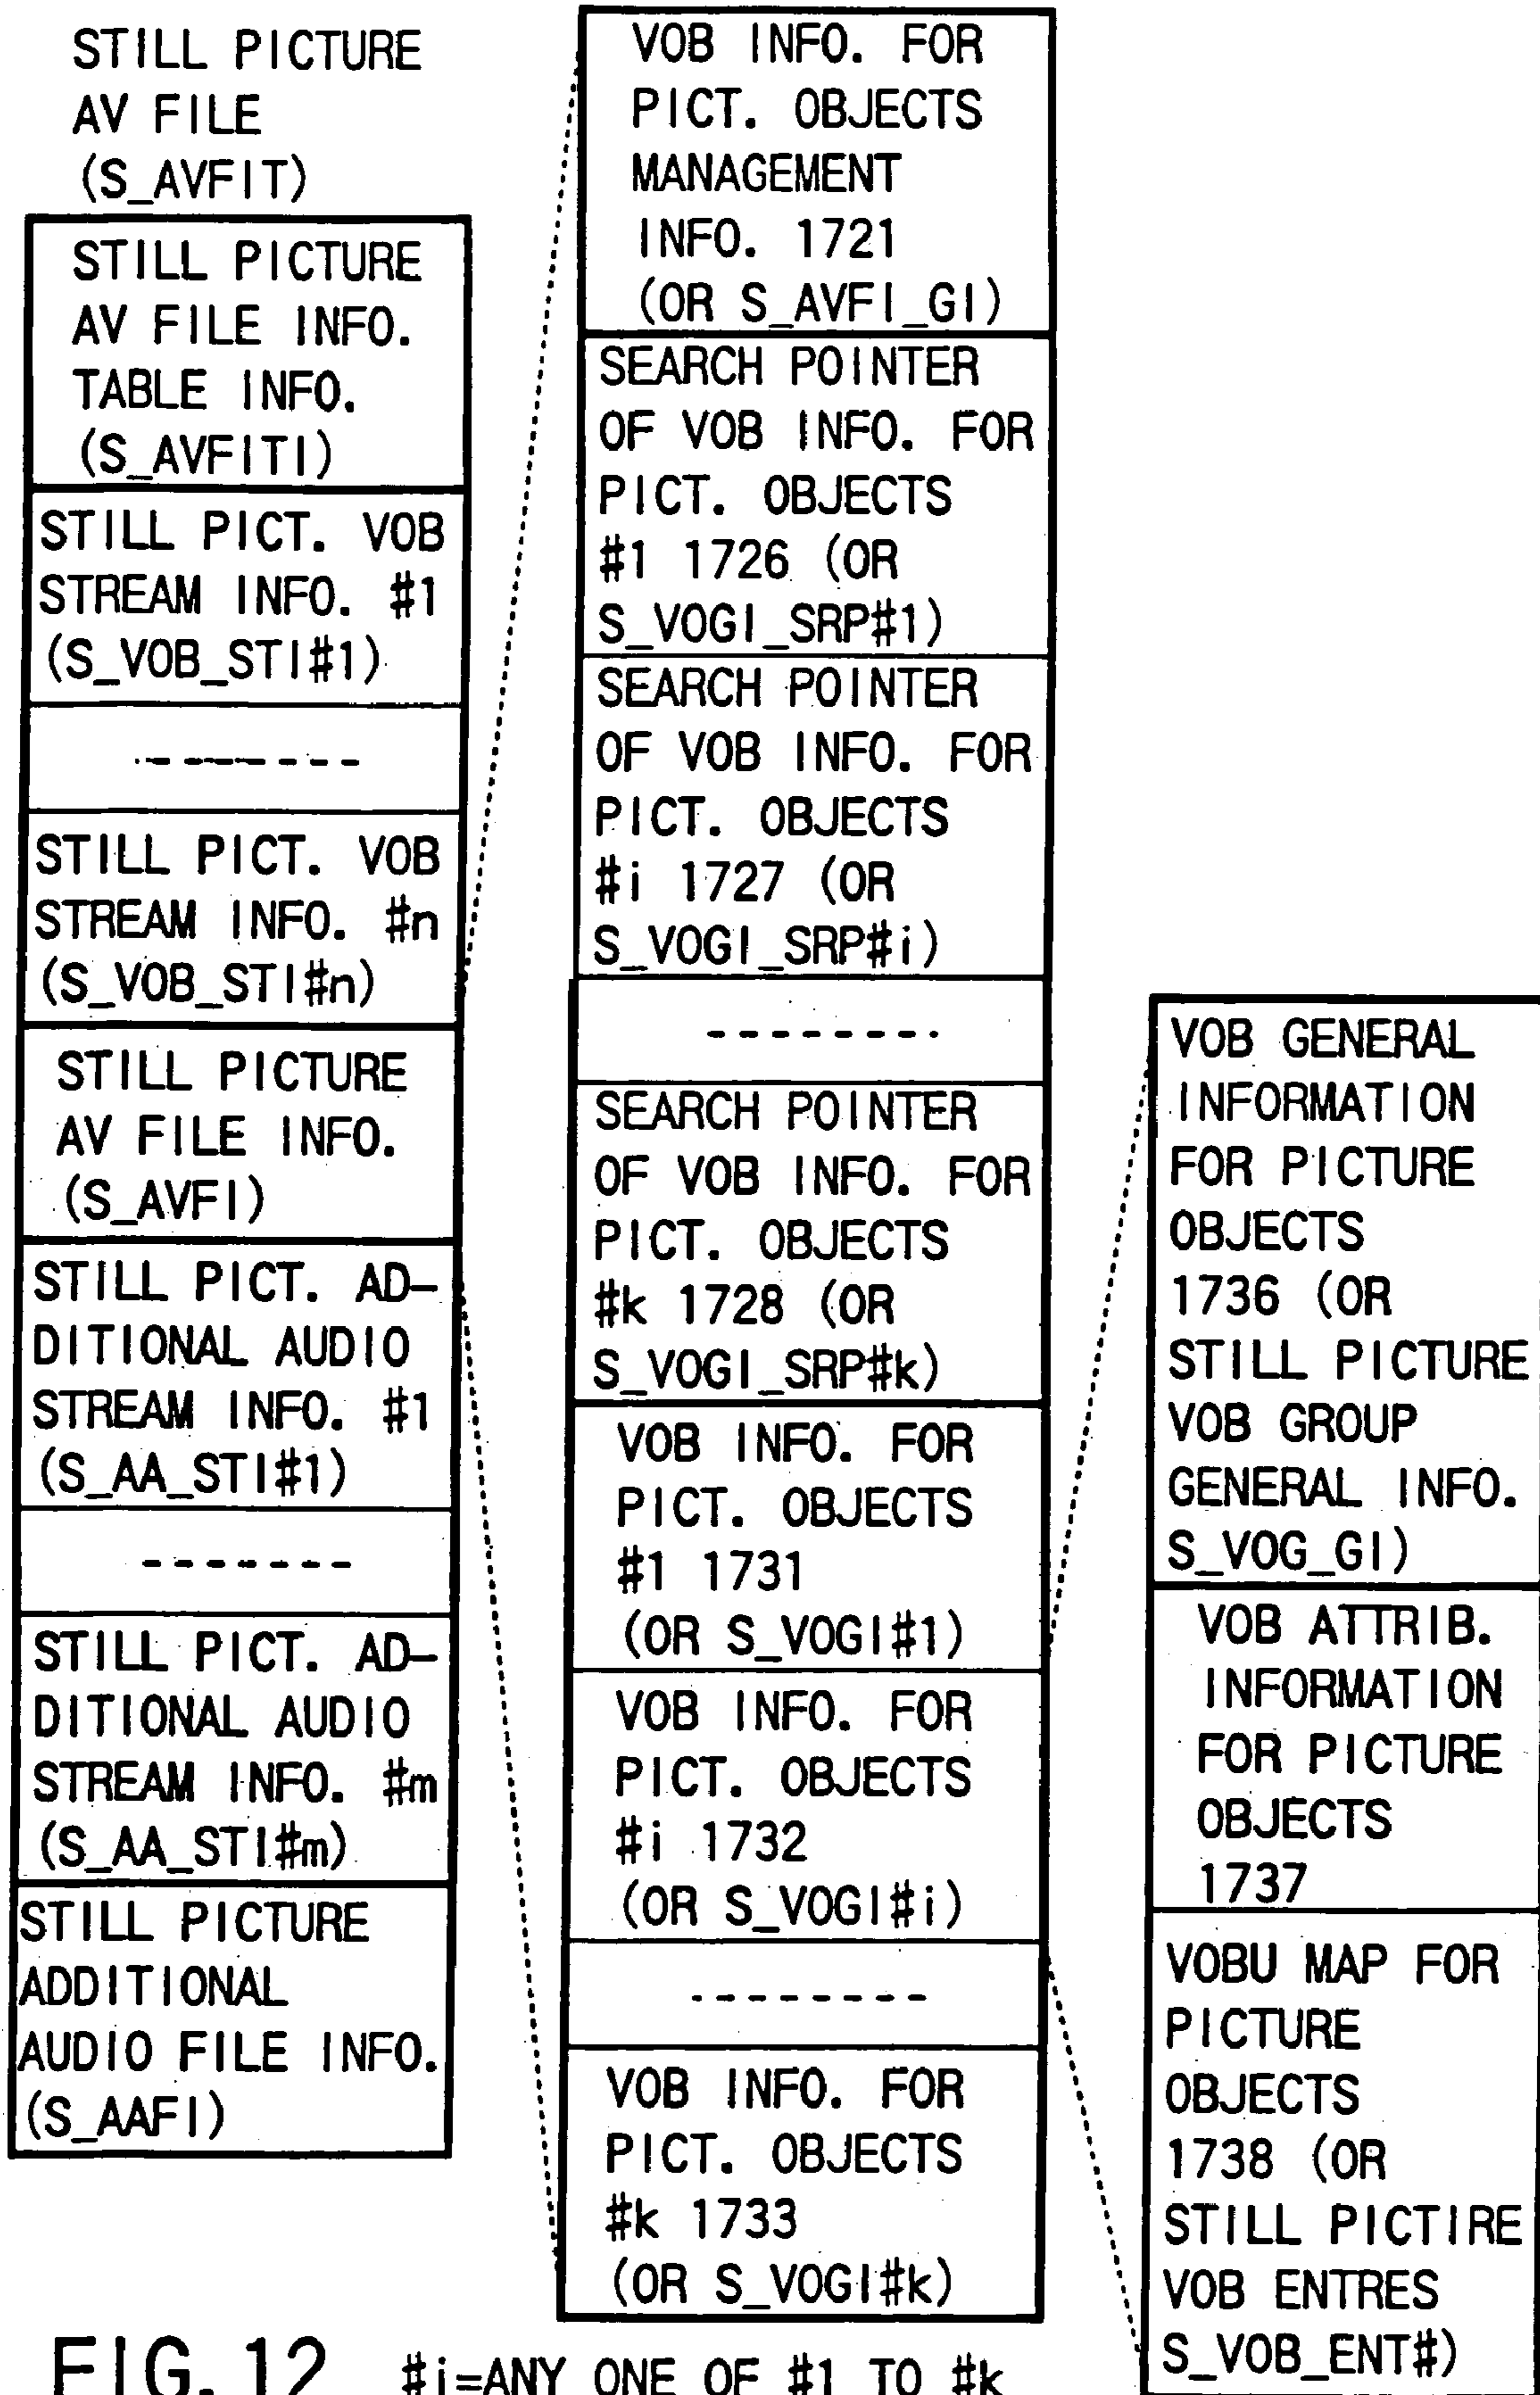 STILL PICTURE
AV FILE
(S_AVFIT)
STILL PICTURE
AV FILE INFO.
TABLE INFO.
(S_AVFITI)
STILL PICT. VOB
STREAM INFO. #1
(S_VOB_STI#1)
--------
STILL PICT. VOB
STREAM INFO. #n
(S_VOB_STI#n)
STILL PICTURE
AV FILE INFO.
(S_AVFI)
STILL PICT. AD-
DITIONAL AUDIO
STREAM INFO. #1
(S_AA_STI#1)
-------
STILL PICT. AD-
DITIONAL AUDIO
STREAM INFO. #m
(S_AA_STI#m)
STILL PICTURE
ADDITIONAL
AUDIO FILE INFO.
(S_AAFI)
VOB INFO. FOR
PICT. OBJECTS
MANAGEMENT
INFO. 1721
(OR S_AVFI_GI)
SEARCH POINTER
OF VOB INFO. FOR
PICT. OBJECTS
#1 1726 (OR
S_VOGI_SRP#1)
SEARCH POINTER
OF VOB INFO. FOR
PICT. OBJECTS
#i 1727 (OR
S_VOGI_SRP#i)
--------
SEARCH POINTER
OF VOB INFO. FOR
PICT. OBJECTS
#k 1728 (OR
S_VOGI_SRP#k)
VOB INFO. FOR
PICT. OBJECTS
#1 1731
(OR S_VOGI#1)
VOB INFO. FOR
PICT. OBJECTS
#i 1732
(OR S_VOGI#i)
--------
VOB INFO. FOR
PICT. OBJECTS
#k 1733
(OR S_VOGI#k)
VOB GENERAL
INFORMATION
FOR PICTURE
OBJECTS
1736 (OR
STILL PICTURE
VOB GROUP
GENERAL INFO.
S_VOG_GI)
VOB ATTRIB.
INFORMATION
FOR PICTURE
OBJECTS
1737
VOBU MAP FOR
PICTURE
OBJECTS
1738 (OR
STILL PICTIRE
VOB ENTRES
S_VOB_ENT#)
FIG. 12 #i=ANY ONE OF #1 TO #k